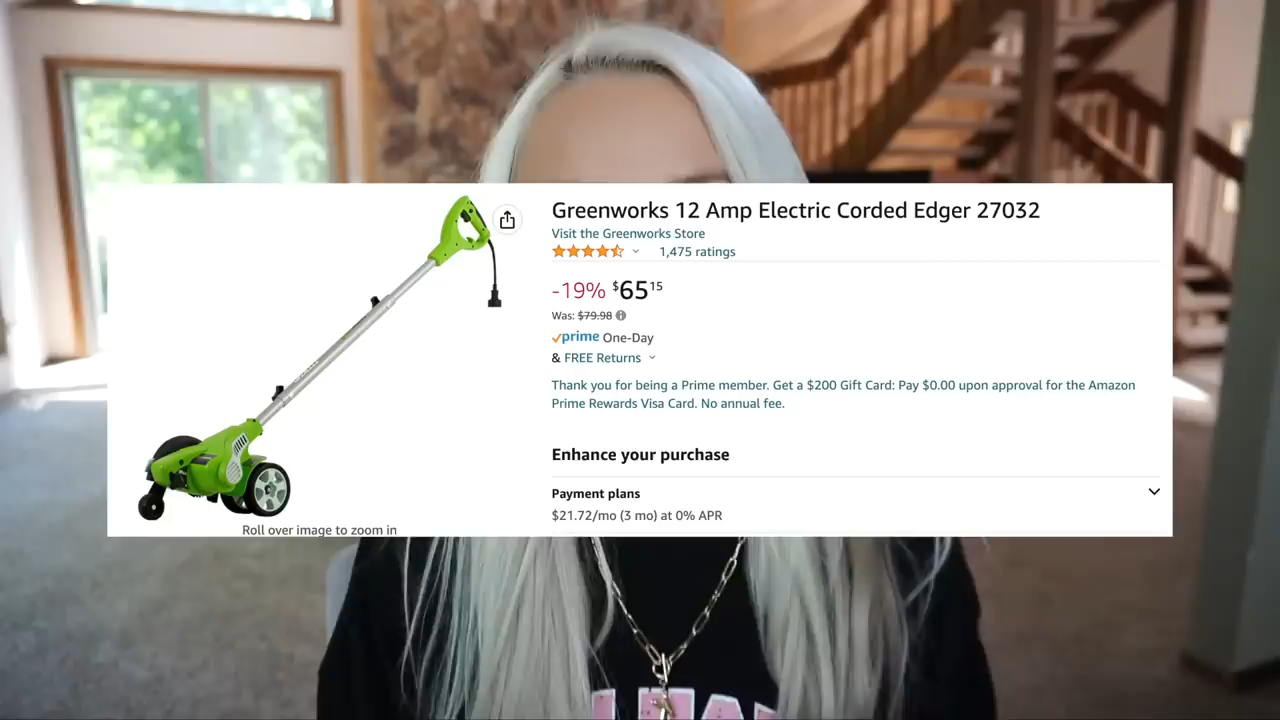 Greenworks 12 Amp Electric Corded Edger 27032
Visit the Greenworks Store
1,475 ratings
-19% $65 15
Was: $79.98
prime One-Day
& FREE Returns
Thank you for being a Prime member. Get a $200 Gift Card: Pay $0.00 upon approval for the Amazon
Prime Rewards Visa Card. No annual fee.
Enhance your purchase
Payment plans
$21.72/mo (3 mo) at 0% APR
Roll over image to zoom in